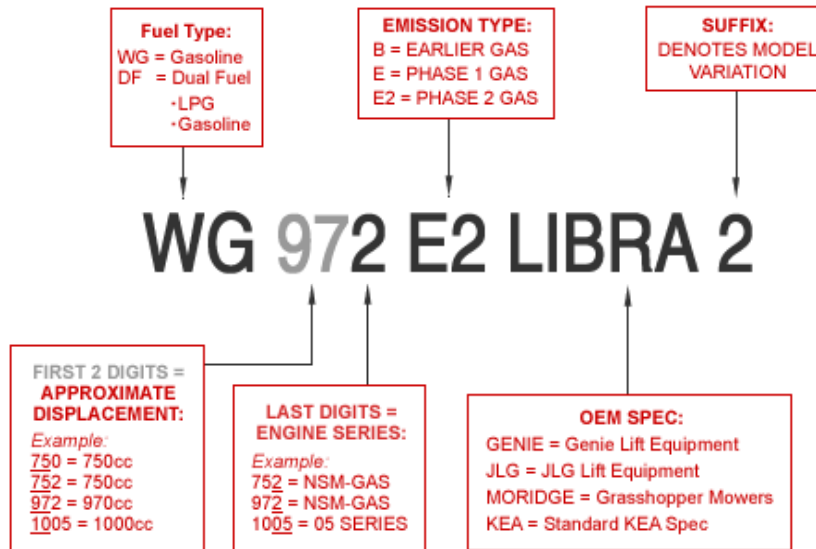 Fuel Type:
WG = Gasoline
DF = Dual Fuel
·LPG
·Gasoline
EMISSION TYPE:
B = EARLIER GAS
E = PHASE 1 GAS
E2 = PHASE 2 GAS
SUFFIX:
DENOTES MODEL
VARIATION
WG 972 E2 LIBRA 2
FIRST 2 DIGITS =
APPROXIMATE
DISPLACEMENT:
Example:
750 = 750cc
752 = 750cc
972 = 970cc
1005 = 1000cc
LAST DIGITS =
ENGINE SERIES:
Example:
752 = NSM-GAS
972 = NSM-GAS
1005 = 05 SERIES
OEM SPEC:
GENIE = Genie Lift Equipment
JLG = JLG Lift Equipment
MORIDGE = Grasshopper Mowers
KEA = Standard KEA Spec